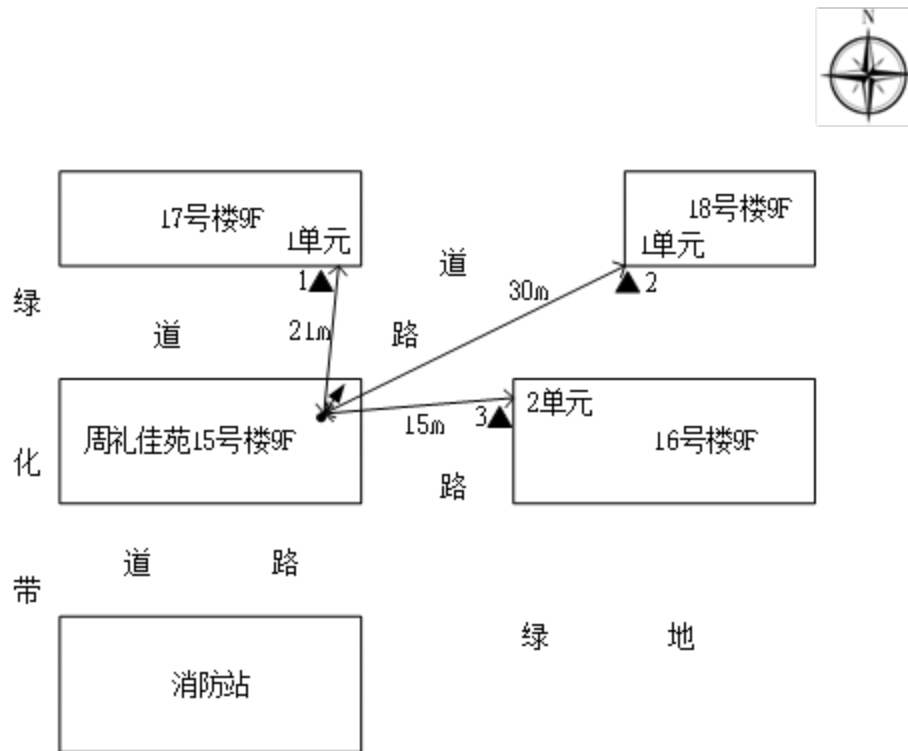 N
17号楼9F
1单元
18号楼9F
1单元
道
1
2
绿
30m
道
21m
路
2单元
周礼佳苑15号楼9F
15m
3
16号楼9F
化
路
道 路
带
绿 地
消防站